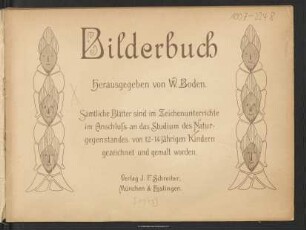 Bilderbuch
Herausgegeben von W. Boden.
Sämtliche Blätter sind im Zeichenunterrichte
im Anschluß an das Studium des Natur-
gegenstandes, von 12-14jährigen Kindern
gezeichnet und gemalt worden.
Verlag J. F. Schreiber,
München & Esslingen.